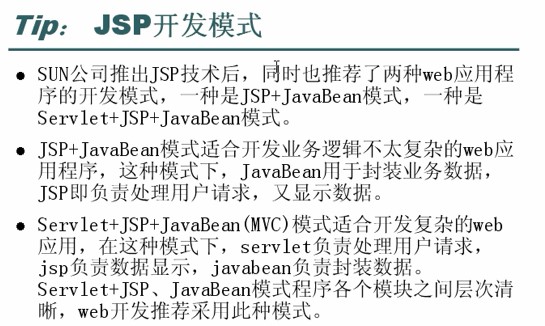 Tip： JSP开发模式
SUN公司推出JSP技术后，同时也推荐了两种web应用程
序的开发模式，一种是JSP+JavaBean模式，一种是
Servlet+JSP+JavaBean模式。
JSP+JavaBean模式适合开发业务逻辑不太复杂的web应
用程序，这种模式下，JavaBean用于封装业务数据，
JSP即负责处理用户请求，又显示数据。
Servlet+JSP+JavaBean(MVC)模式适合开发复杂的web
应用，在这种模式下，servlet负责处理用户请求，
jsp负责数据显示，javabean负责封装数据。
Servlet+JSP、JavaBean模式程序各个模块之间层次清
晰，web开发推荐采用此种模式。